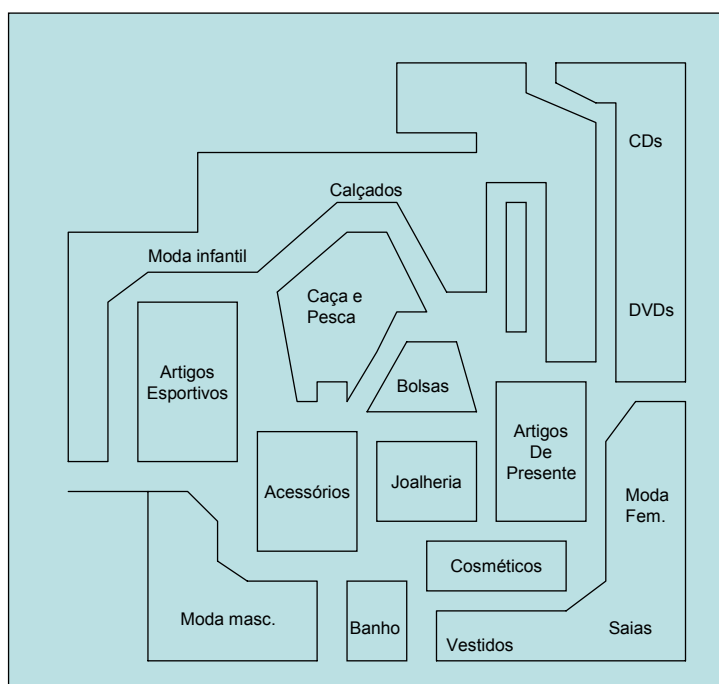 CDs
Calçados
Moda infantil
Caça e
Pesca
DVDs
Artigos
Esportivos
Bolsas
Artigos
De
Presente
Acessórios
Joalheria
Moda
Fem.
Cosméticos
Moda masc.
Banho
Vestidos
Saias